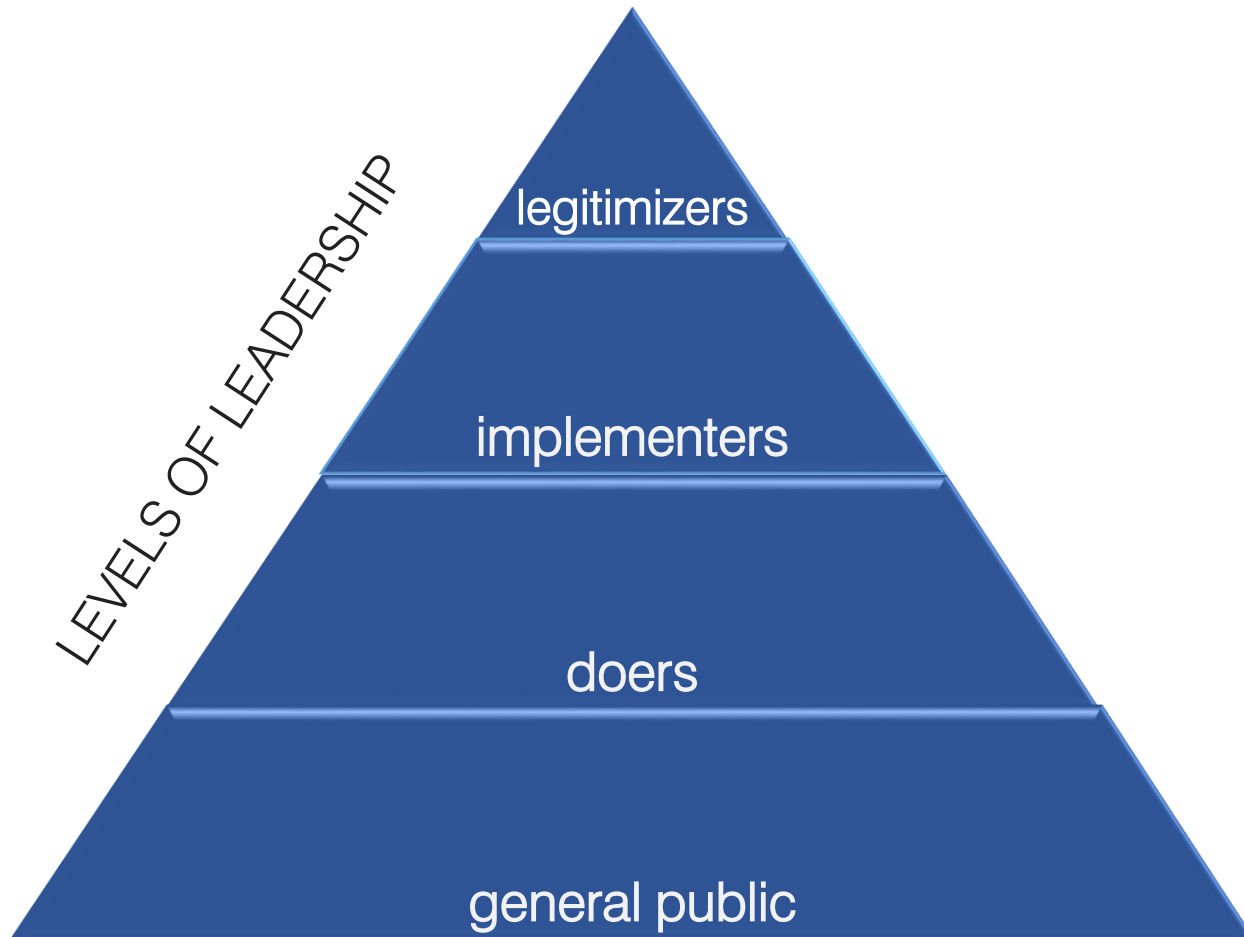 LEVELS OF LEADERSHIP
legitimizers
implementers
doers
general public